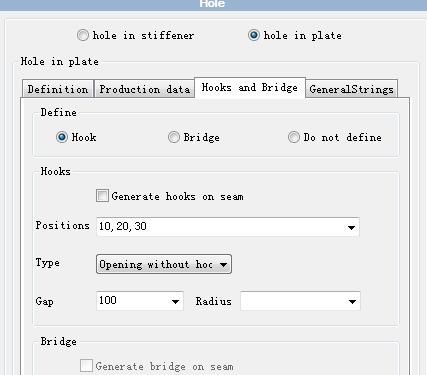 Hole
hole in stiffener hole in plate
Hole in plate
Definition Production data Hooks and Bridge GeneralStrings
Define
Hook Bridge Do not define
Hooks
Generate hooks on seam
Positions 10,20,30
Type Opening without hoc
Gap 100 Radius
Bridge
Generate bridge on seam